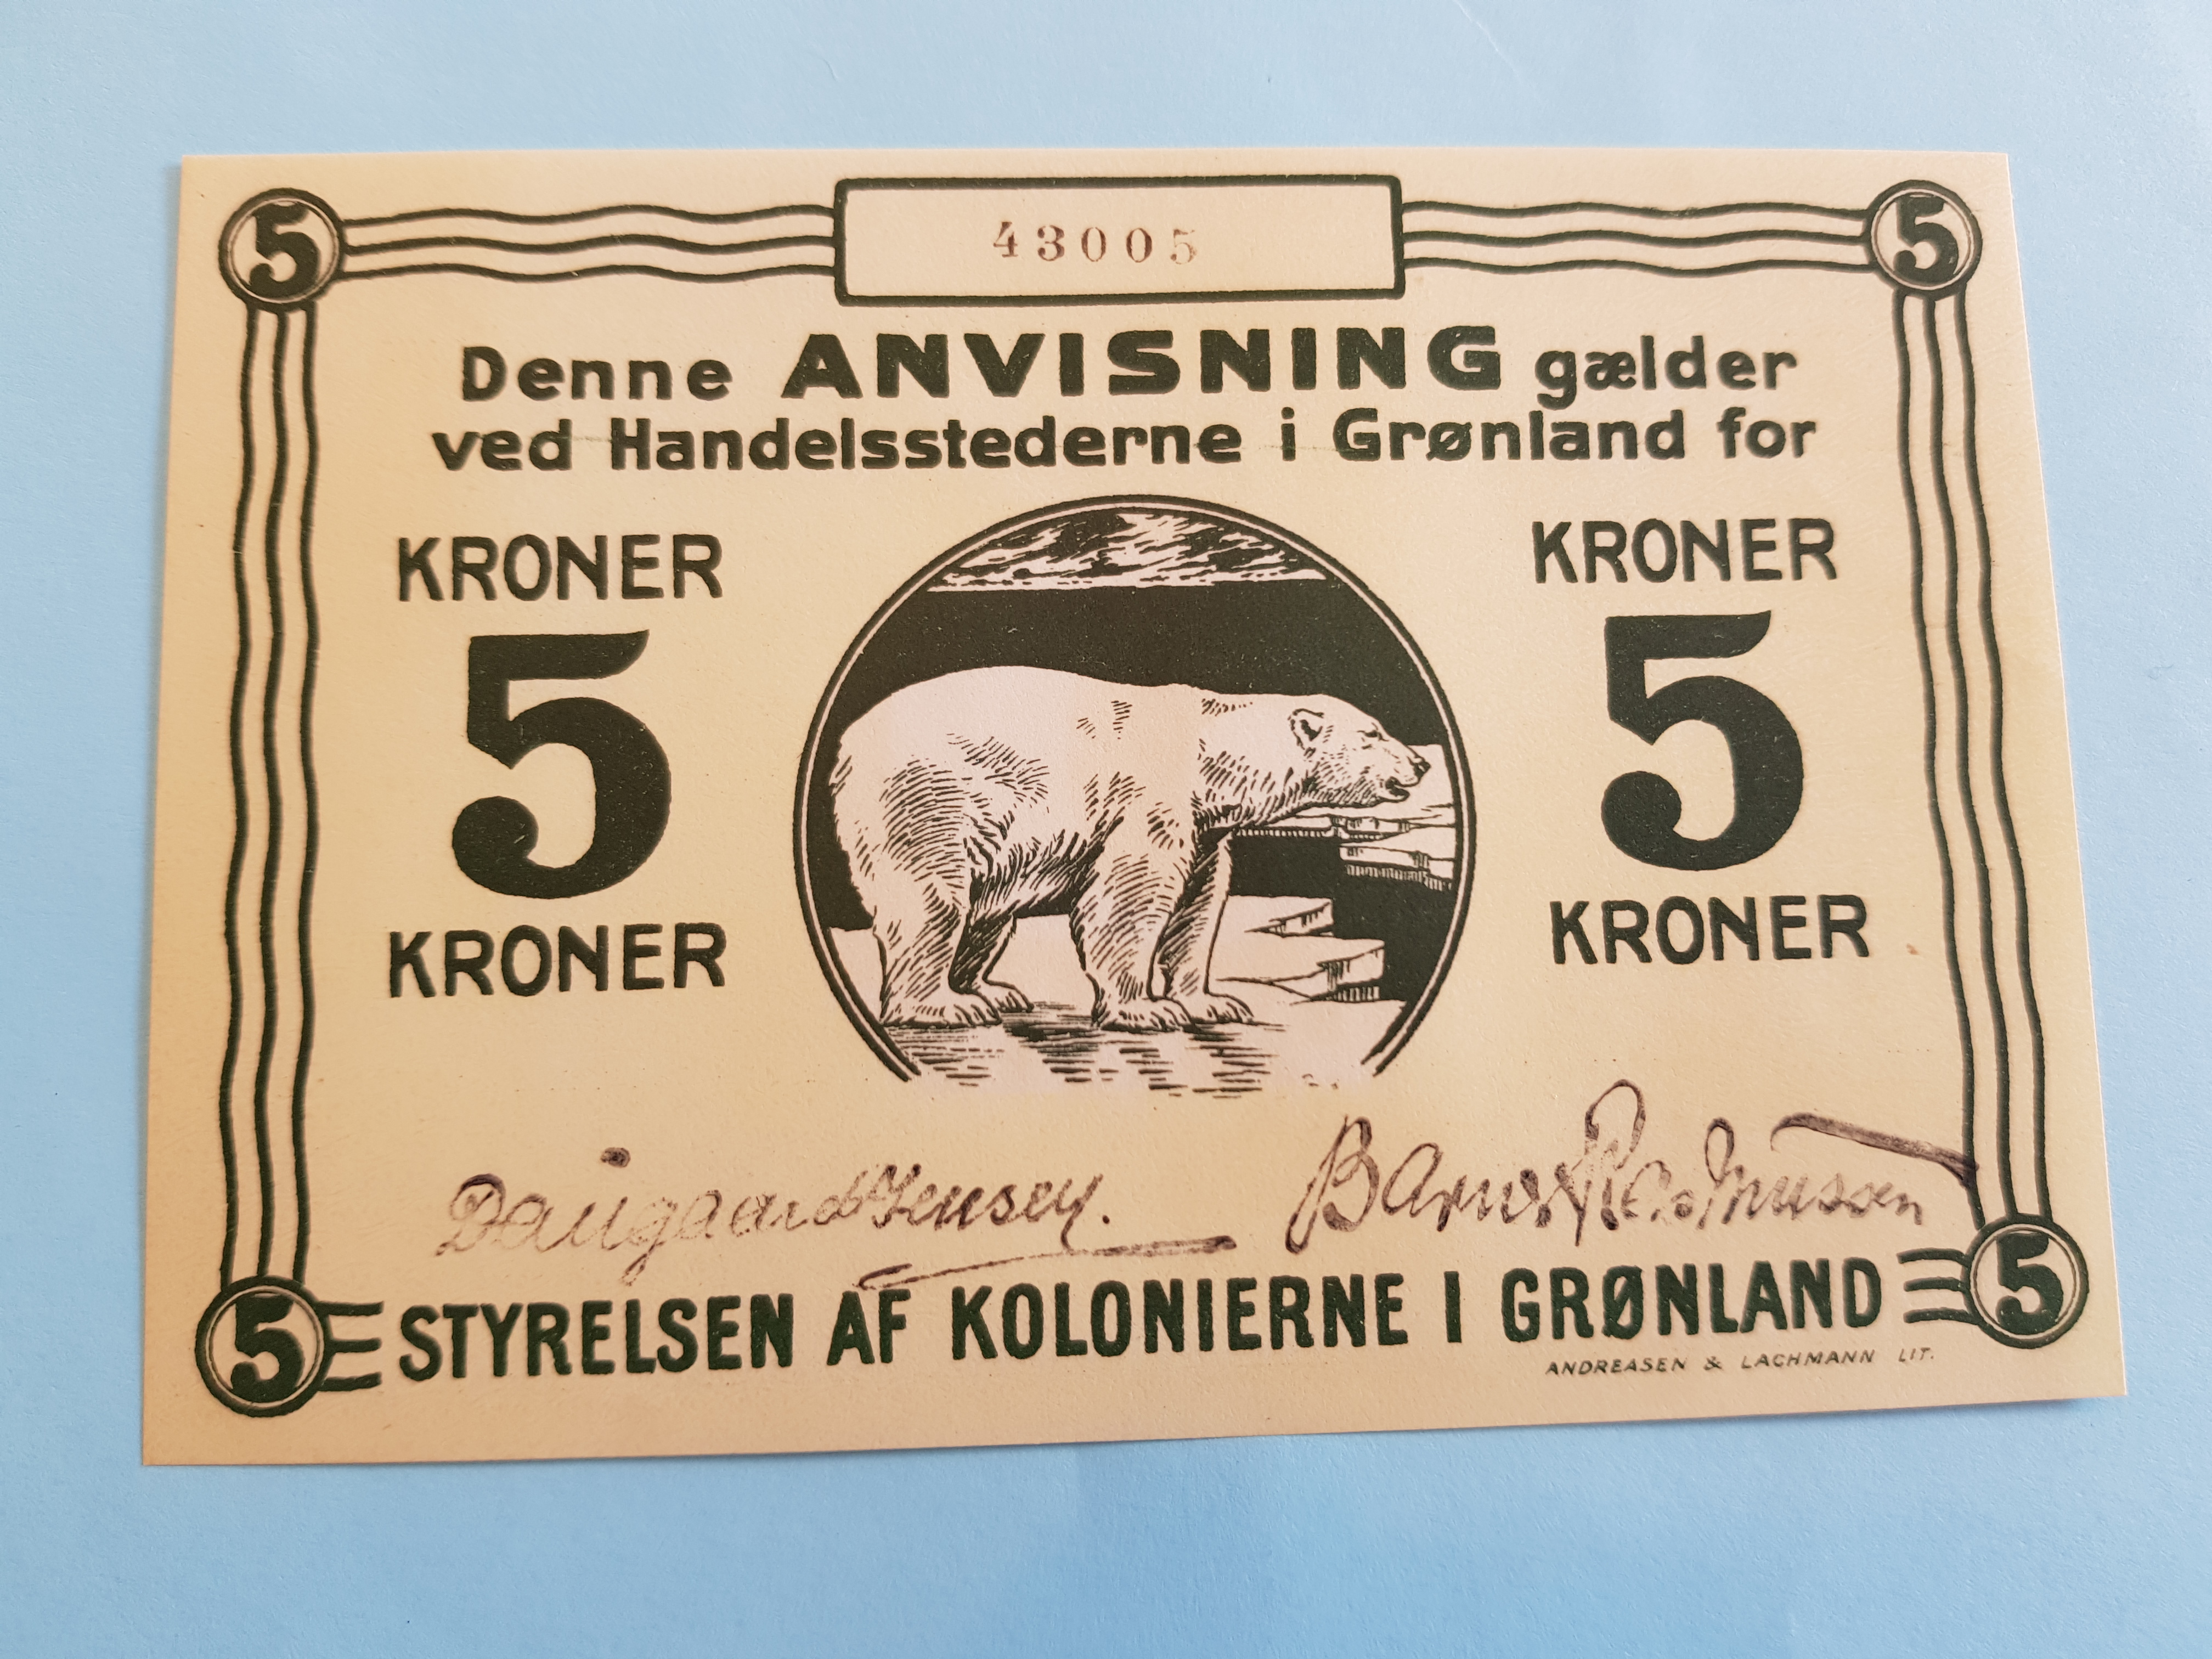 5 43005 5
Denne ANVISNING gælder
ved Handelsstederne i Grønland for
KRONER KRONER
5 5
KRONER KRONER
Daugaard Jensen.
5 STYRELSEN AF KOLONIERNE I GRØNLAND 5
ANDREASEN & LACHMANN LIT.